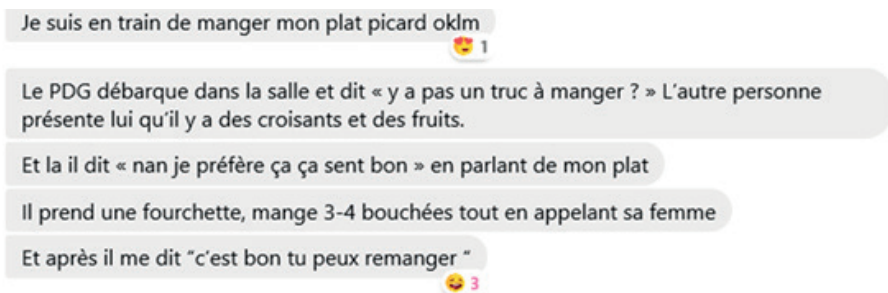 Je suis en train de manger mon plat picard oklm
1
Le PDG débarque dans la salle et dit « y a pas un truc à manger ? » L'autre personne
présente lui qu'il y a des croisants et des fruits.
Et la il dit « nan je préfère ça ça sent bon » en parlant de mon plat
Il prend une fourchette, mange 3-4 bouchées tout en appelant sa femme
Et après il me dit "c'est bon tu peux remanger "
3